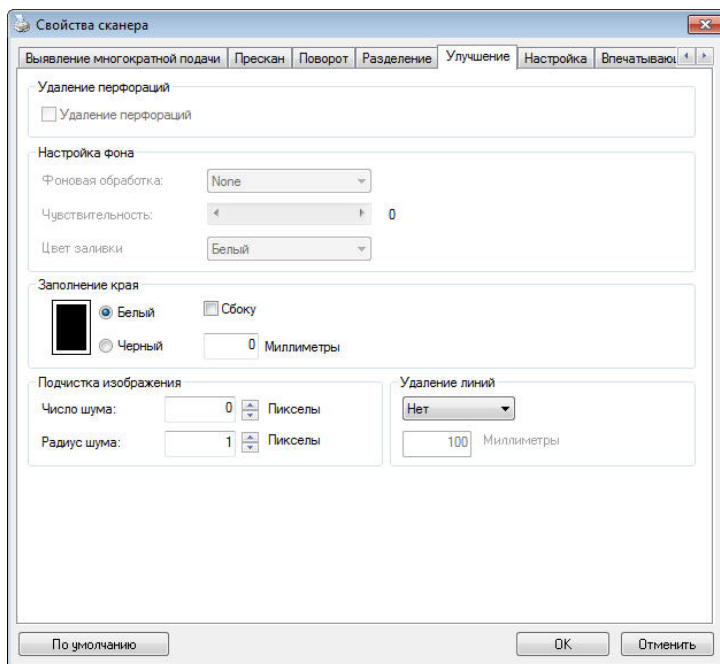 Свойства сканера
Выявление многократной подачи Прескан Поворот Разделение Улучшение Настройка
Удаление перфораций
Удаление перфораций
Настройка фона
Фоновая обработка: None
Чувствительность: 0
Цвет заливки Белый
Заполнение края
Белый Сбоку
Черный 0 Миллиметры
Подчистка изображения Удаление линий
Число шума: 0 Пикселы Нет
Радиус шума: 1 Пикселы 100 Миллиметры
По умолчанию OK Отменить